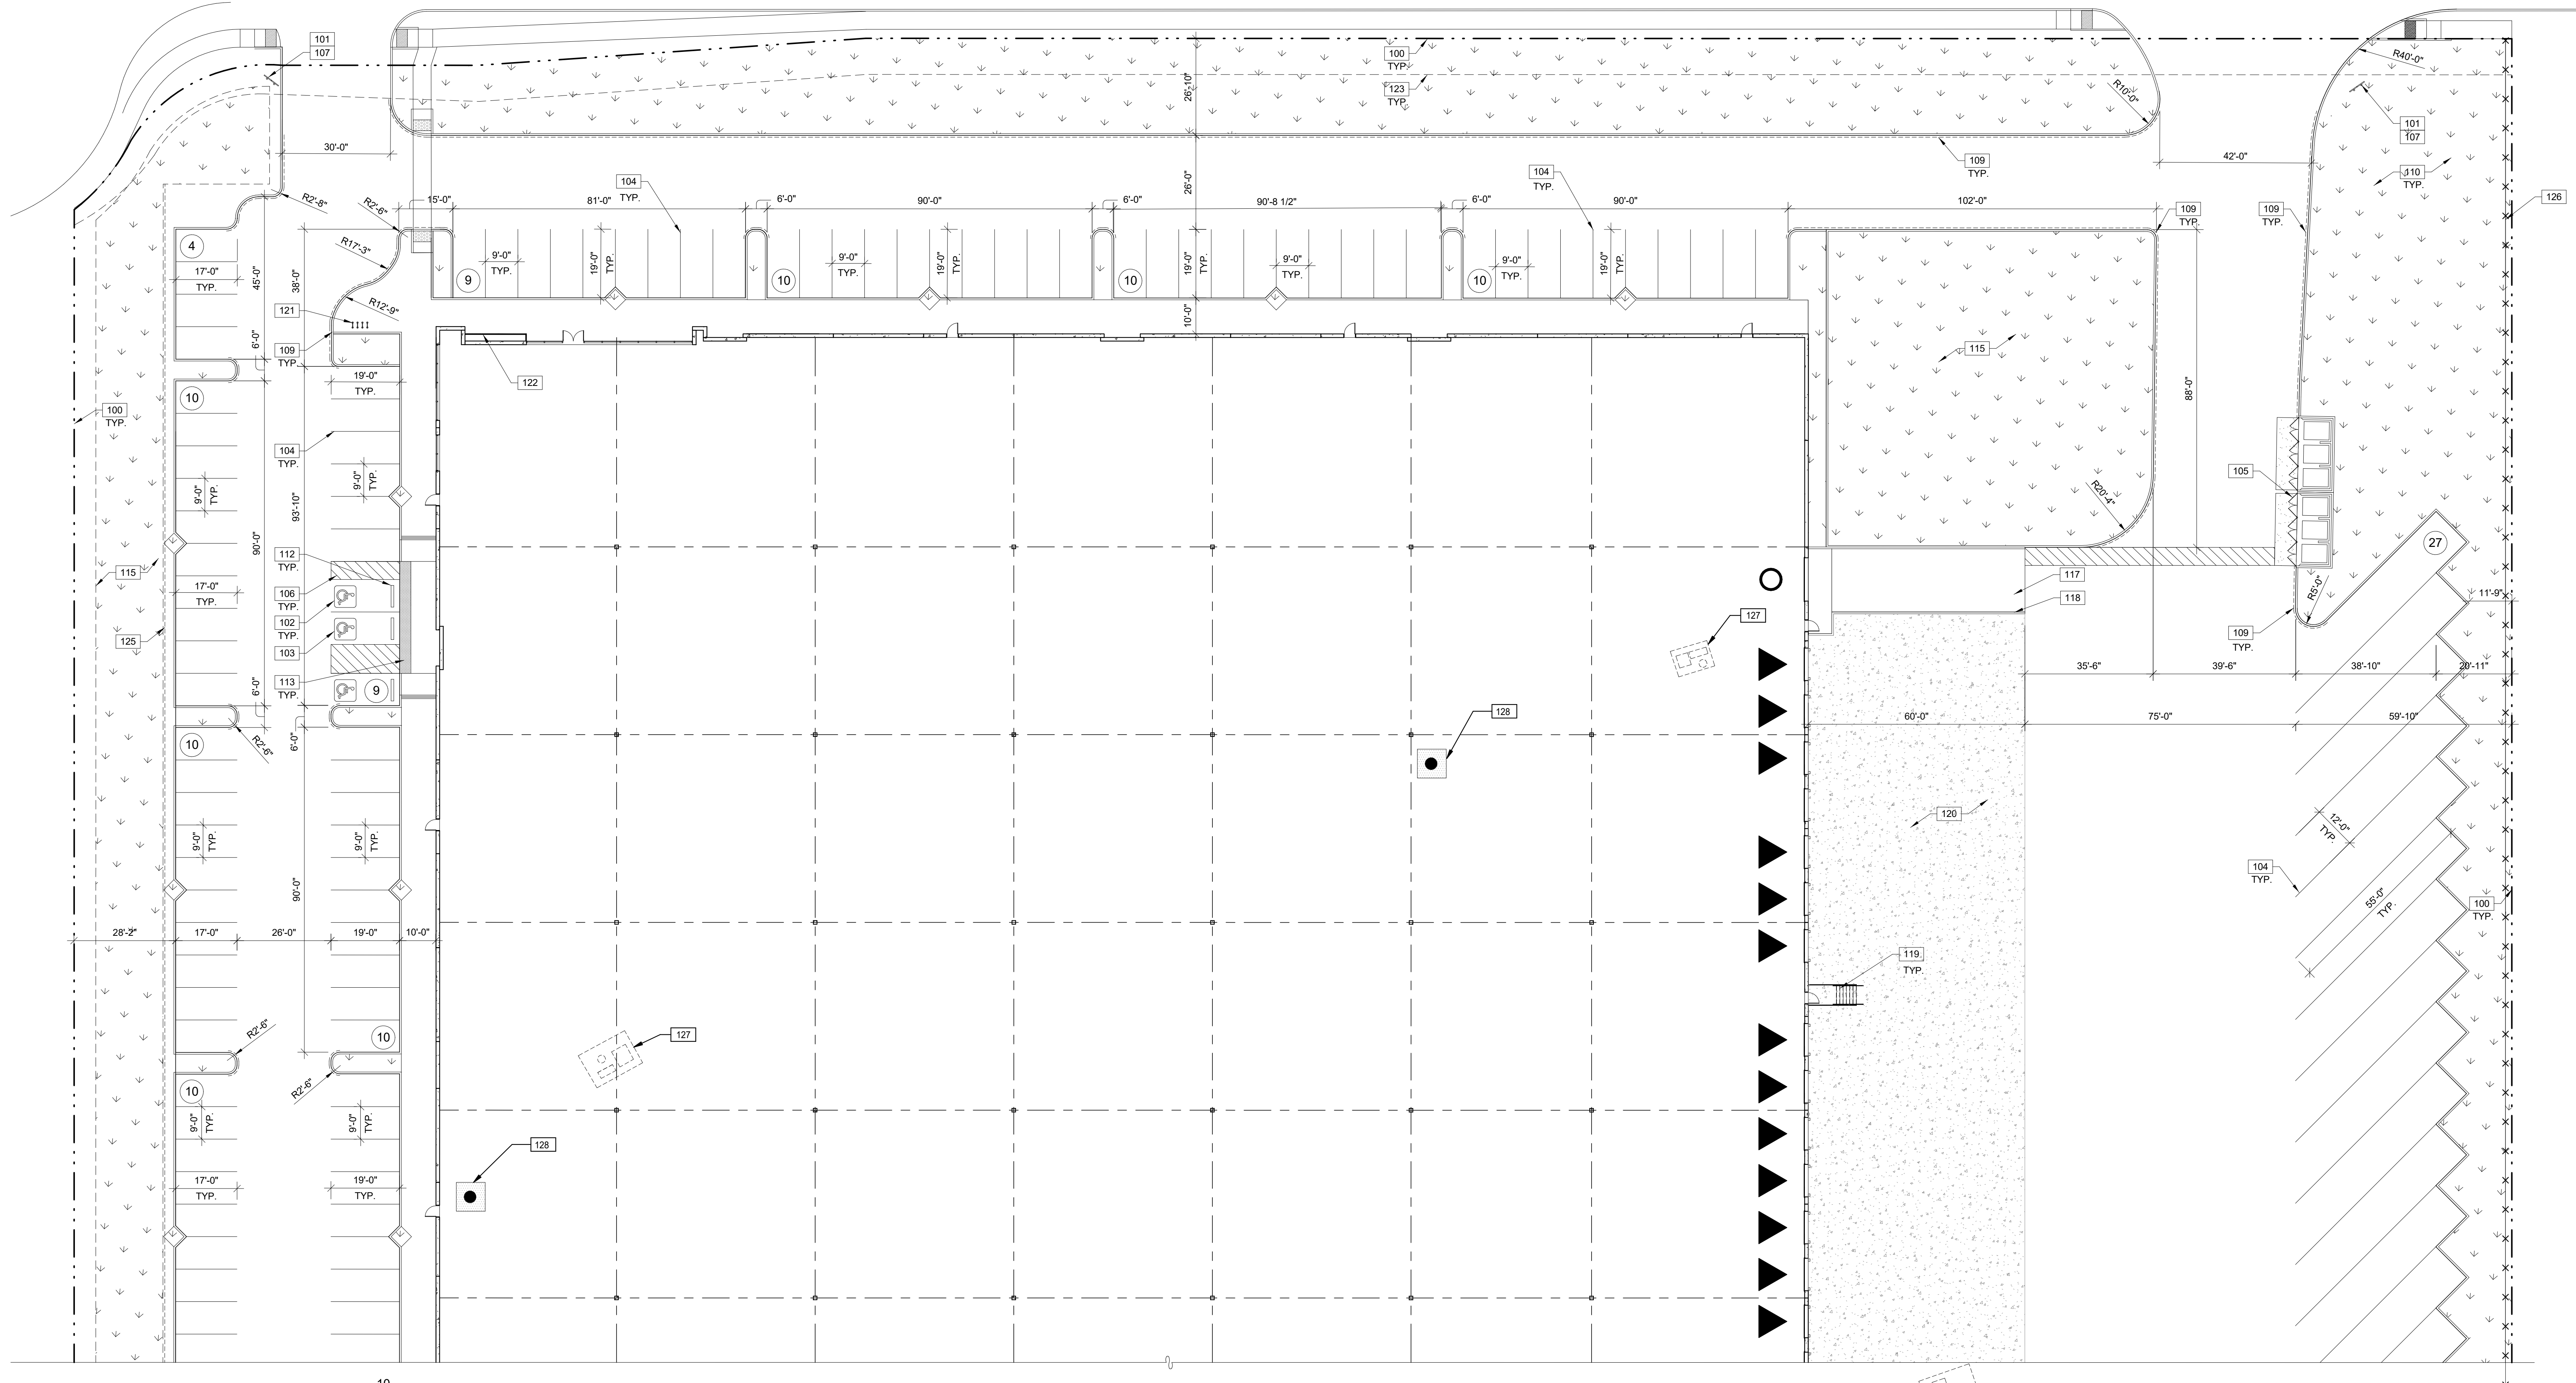 101
107
100
TYP.
123
TYP.
R40'-0"
R10'-0"
26'-10"
101
107
30'-0"
109
TYP.
42'-0"
110
TYP.
104
TYP.
104
TYP.
26'-0"
R2'-8"
R2'-6"
15'-0"
81'-0"
6'-0"
90'-0"
6'-0"
90'-8 1/2"
6'-0"
90'-0"
102'-0"
109
TYP.
109
TYP.
126
4
R17'-3"
17'-0"
TYP.
45'-0"
38'-0"
9
9'-0"
TYP.
19'-0"
TYP.
10
9'-0"
TYP.
19'-0"
TYP.
10
19'-0"
TYP.
9'-0"
TYP.
10
9'-0"
TYP.
19'-0"
TYP.
121
R12'-9"
10'-0"
6'-0"
109
TYP.
115
19'-0"
TYP.
122
88'-0"
10
100
TYP.
104
TYP.
9'-0"
TYP.
9'-0"
TYP.
93'-10"
105
R20'-4"
90'-0"
27
112
TYP.
115
106
TYP.
117
17'-0"
TYP.
R5'-0"
11'-9"
118
102
TYP.
127
125
103
109
TYP.
35'-6"
39'-6"
38'-10"
20'-11"
113
TYP.
9
6'-0"
128
60'-0"
75'-0"
59'-10"
10
R2'-6"
6'-0"
120
12'-0"
TYP.
9'-0"
TYP.
9'-0"
TYP.
104
TYP.
90'-0"
55'-0"
TYP.
100
TYP.
28'-2"
17'-0"
26'-0"
19'-0"
10'-0"
119
TYP.
R2'-6"
10
127
R2'-6"
10
9'-0"
TYP.
9'-0"
TYP.
128
17'-0"
TYP.
19'-0"
TYP.
10